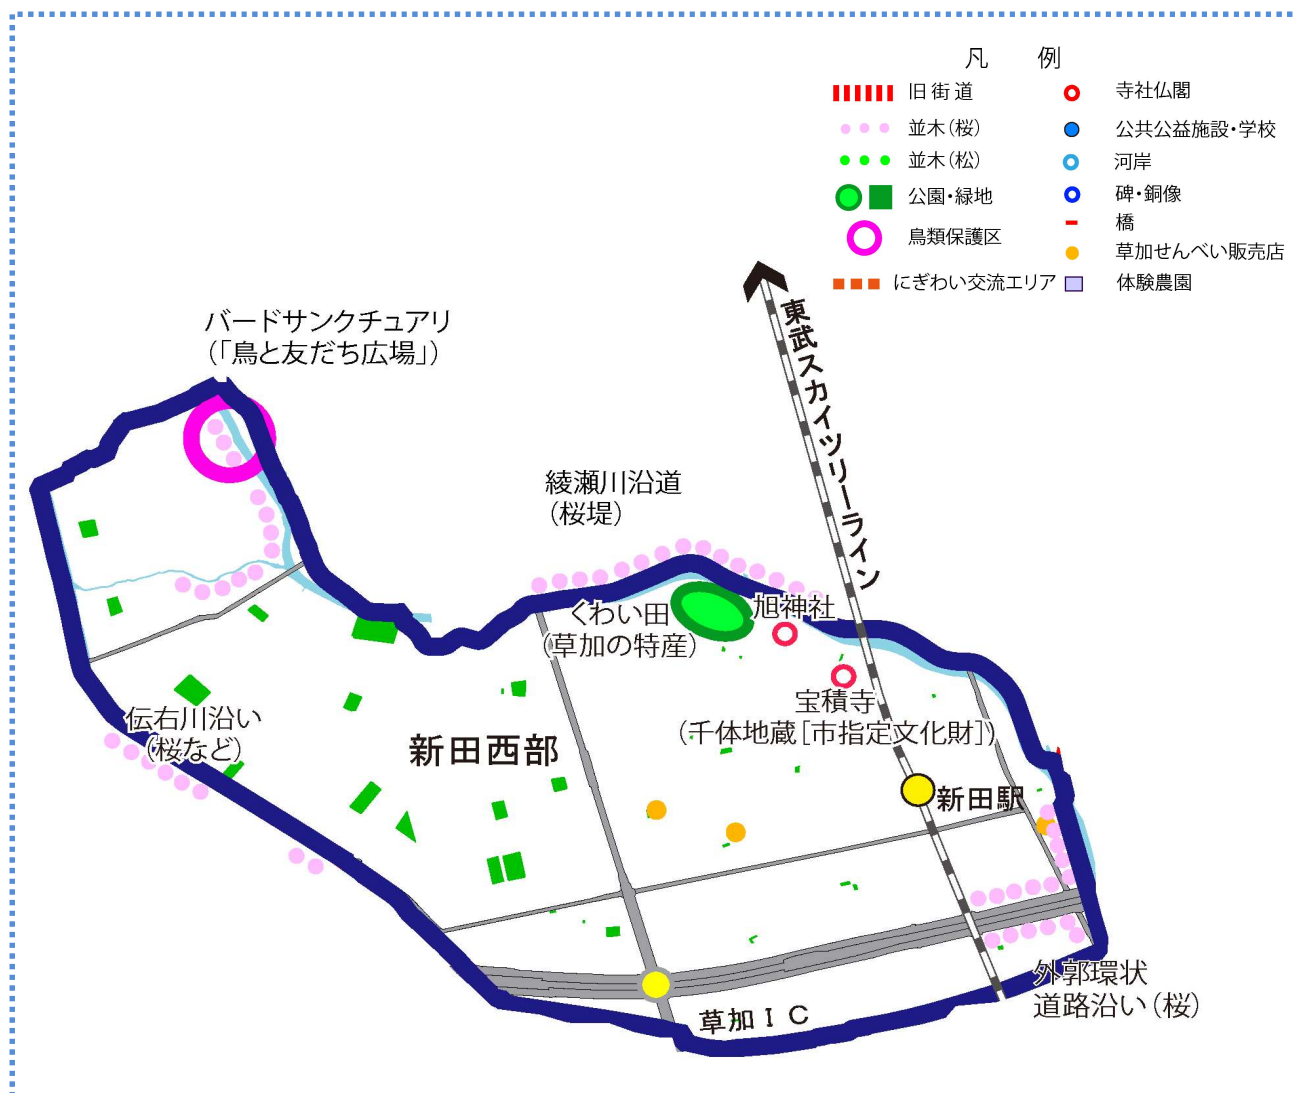 凡　例
旧街道
並木（桜）
並木（松）
公園・緑地
鳥類保護区
にぎわい交流エリア
寺社仏閣
公共公益施設・学校
河岸
碑・銅像
橋
草加せんべい販売店
体験農園
東武スカイツリーライン
バードサンクチュアリ
（「鳥と友だち広場」）
綾瀬川沿道
（桜堤）
くわい田
（草加の特産）
旭神社
宝積寺
（千体地蔵［市指定文化財］）
伝右川沿い
（桜など）
新田西部
新田駅
外郭環状
道路沿い（桜）
草加ＩＣ